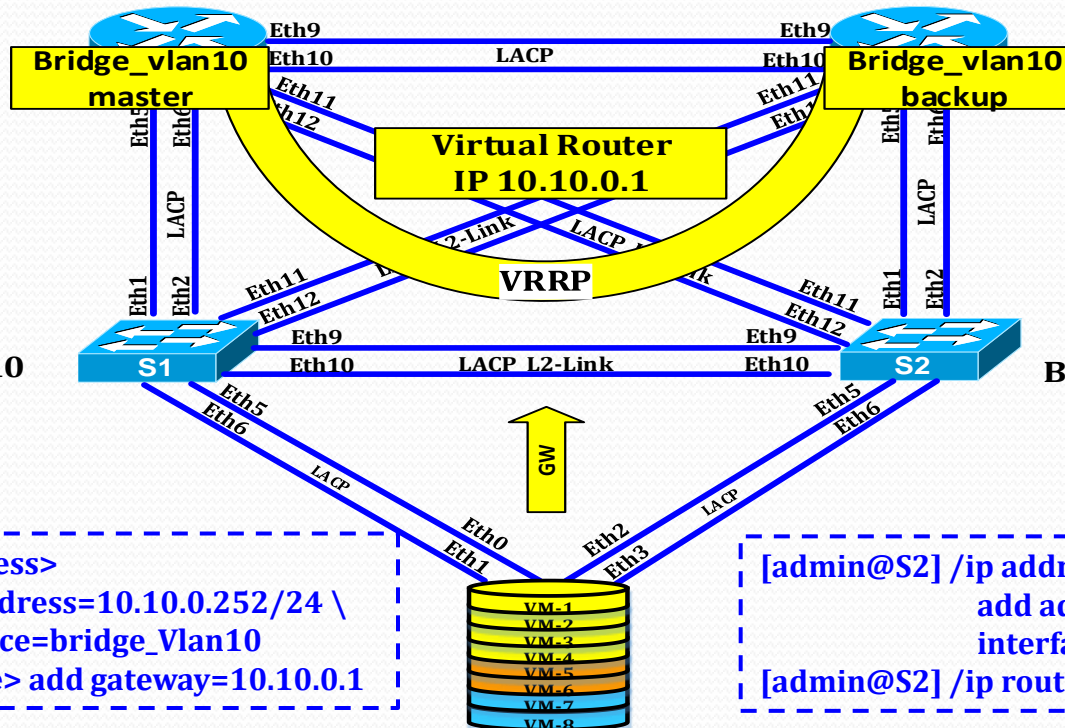 Eth9
Eth9
Eth10
LACP
Eth10
Bridge_vlan10
master
Bridge_vlan10
backup
Eth11
Eth11
Eth6
Virtual Router
IP 10.10.0.1
LACP
LACP
LACP
VRRP
Eth1
Eth2
Eth11
Eth12
Eth11
Eth12
Eth1
Eth2
Eth9
Eth9
S1
S2
Eth10
LACP L2-Link
Eth10
Eth5
Eth6
Eth5
Eth6
GW
LACP
LACP
Eth0
Eth1
Eth2
Eth3
ess>
dress=10.10.0.252/24 \
ce=bridge_Vlan10
e> add gateway=10.10.0.1
[admin@S2] /ip addr
add ad
interfa
[admin@S2] /ip rout
VM-1
VM-2
VM-3
VM-4
VM-5
VM-6
VM-7
VM-8